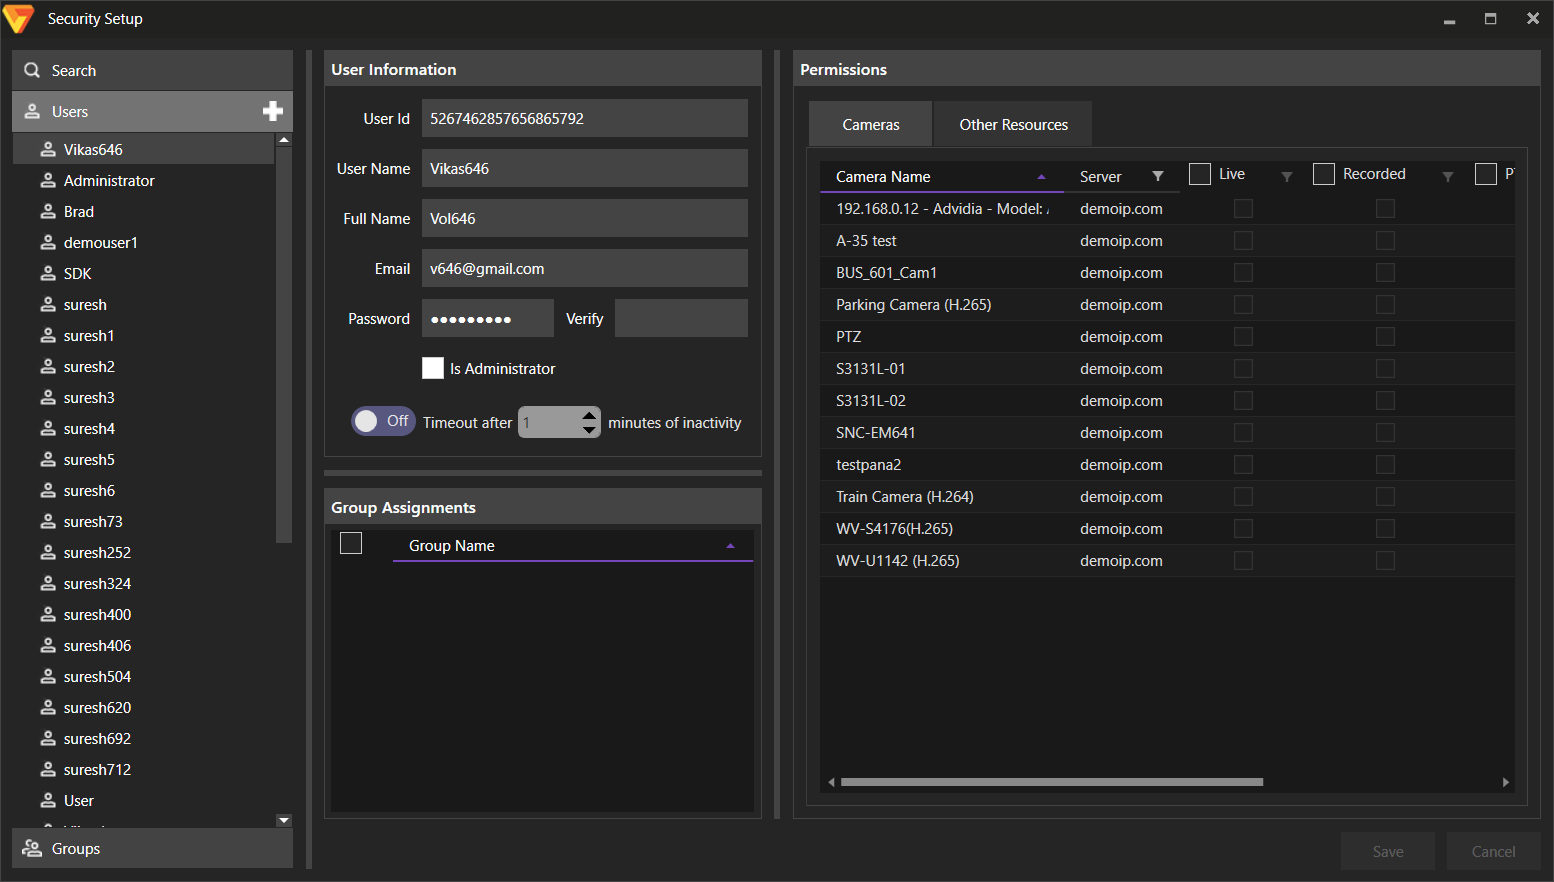 Security Setup
Search
Users
Vikas646
Administrator
Brad
demouser1
SDK
suresh
suresh1
suresh2
suresh3
suresh4
suresh5
suresh6
suresh73
suresh252
suresh324
suresh400
suresh406
suresh504
suresh620
suresh692
suresh712
User
Groups
User Information
User Id 5267462857656865792
User Name Vikas646
Full Name Vol646
Email v646@gmail.com
Password ●●●●●●●●● Verify
Is Administrator
Off Timeout after 1 minutes of inactivity
Group Assignments
Group Name
Permissions
Cameras Other Resources
Camera Name Server Live Recorded
192.168.0.12 - Advidia - Model: demoip.com
A-35 test demoip.com
BUS_601_Cam1 demoip.com
Parking Camera (H.265) demoip.com
PTZ demoip.com
S3131L-01 demoip.com
S3131L-02 demoip.com
SNC-EM641 demoip.com
testpana2 demoip.com
Train Camera (H.264) demoip.com
WV-S4176(H.265) demoip.com
WV-U1142 (H.265) demoip.com
Save Cancel